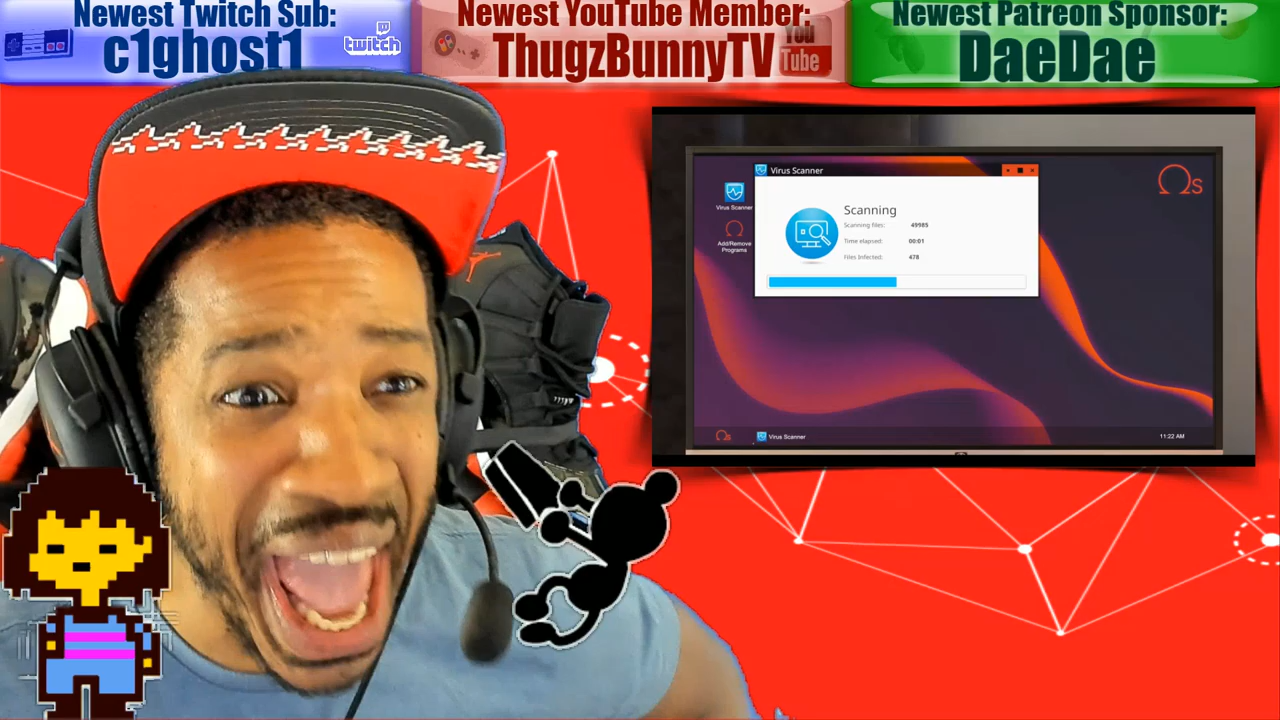 Newest Twitch Sub:
c1ghost1
twitch
Newest YouTube Member:
ThugzBunnyTV
You
Tube
Newest Patreon Sponsor:
DaeDae
Virus Scanner
Virus Scanner
Add/Remove
Programs
Scanning
Scanning files: 49985
Time elapsed: 00:01
Files Infected: 478
Ωs
Ωs
Virus Scanner
11:22 AM